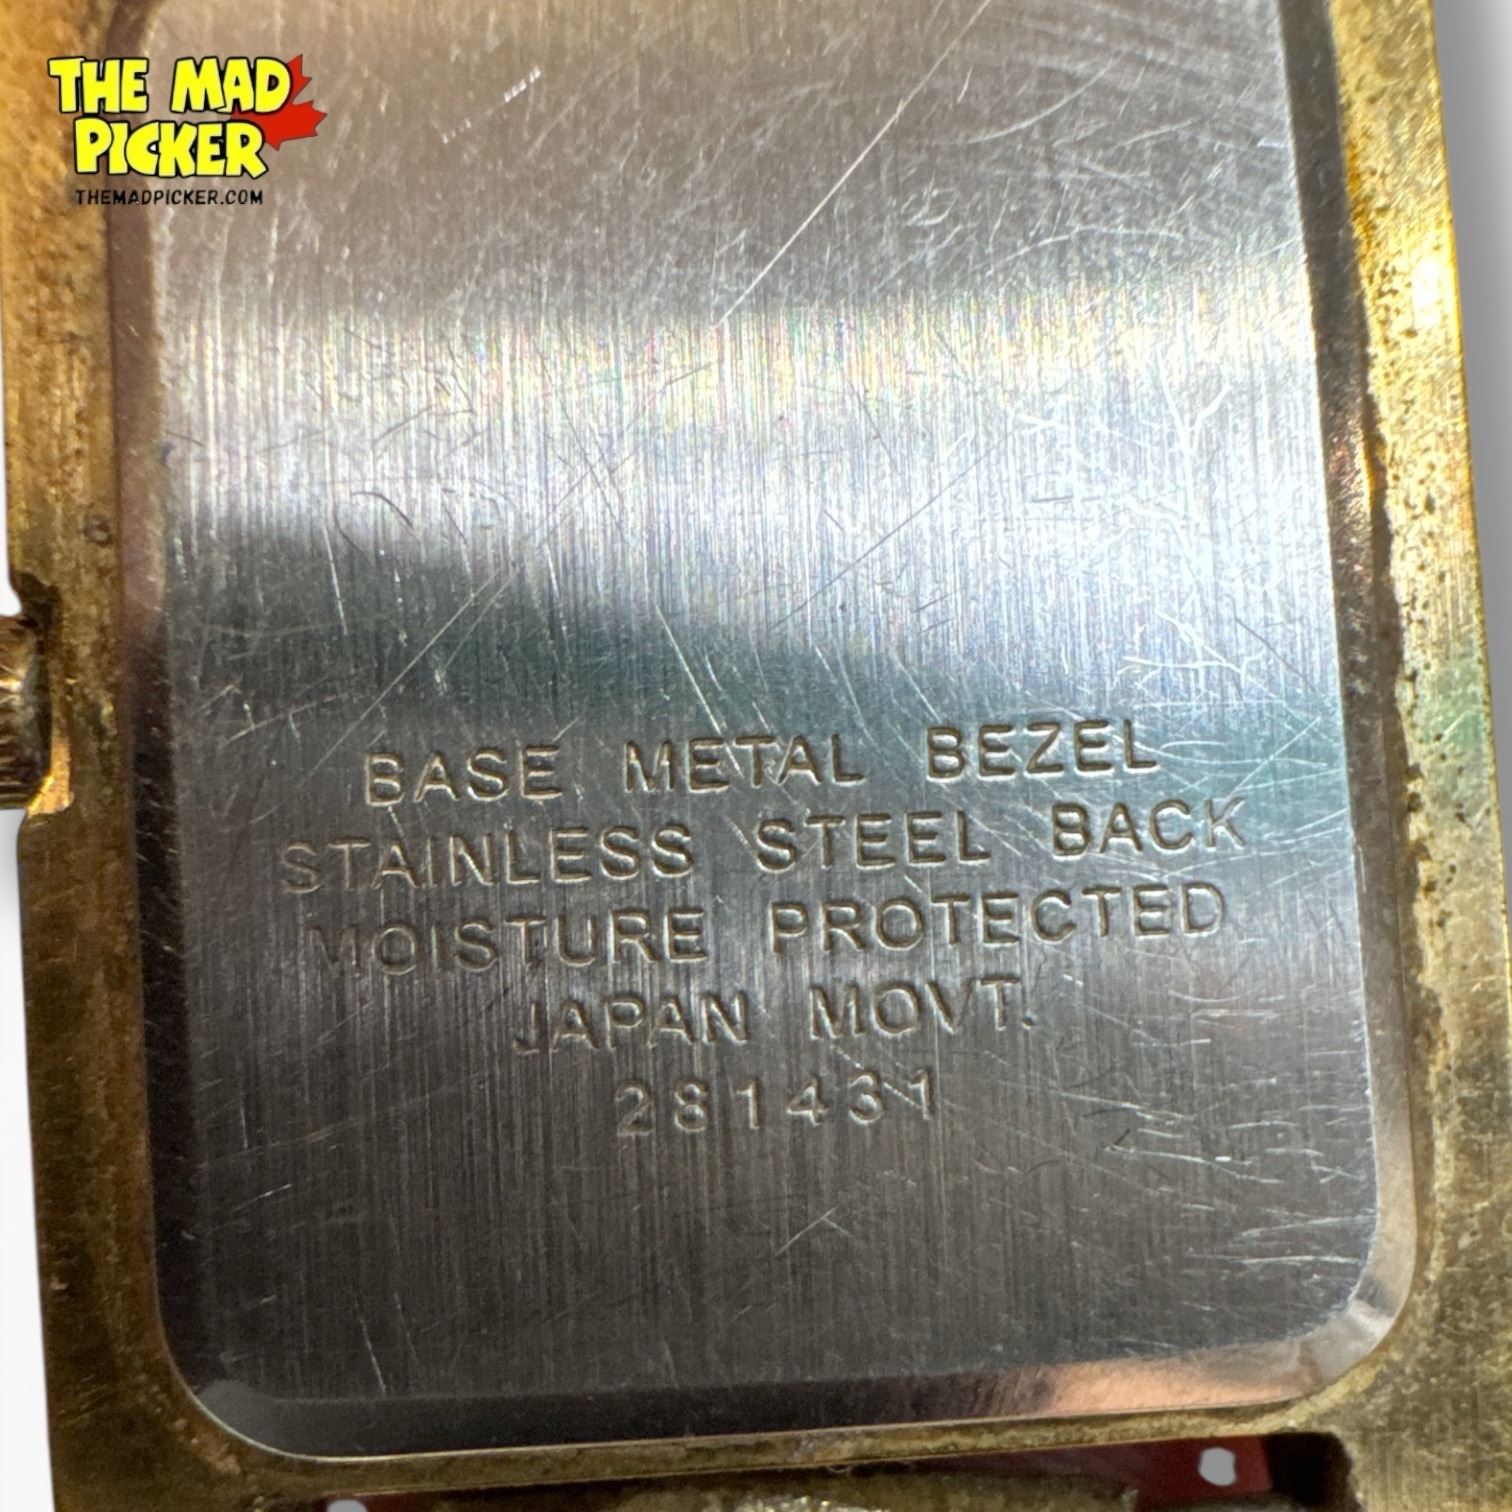 THE MAD
PICKER
THEMADPICKER.COM
BASE METAL BEZEL
STAINLESS STEEL BACK
MOISTURE PROTECTED
JAPAN MOVT.
281431